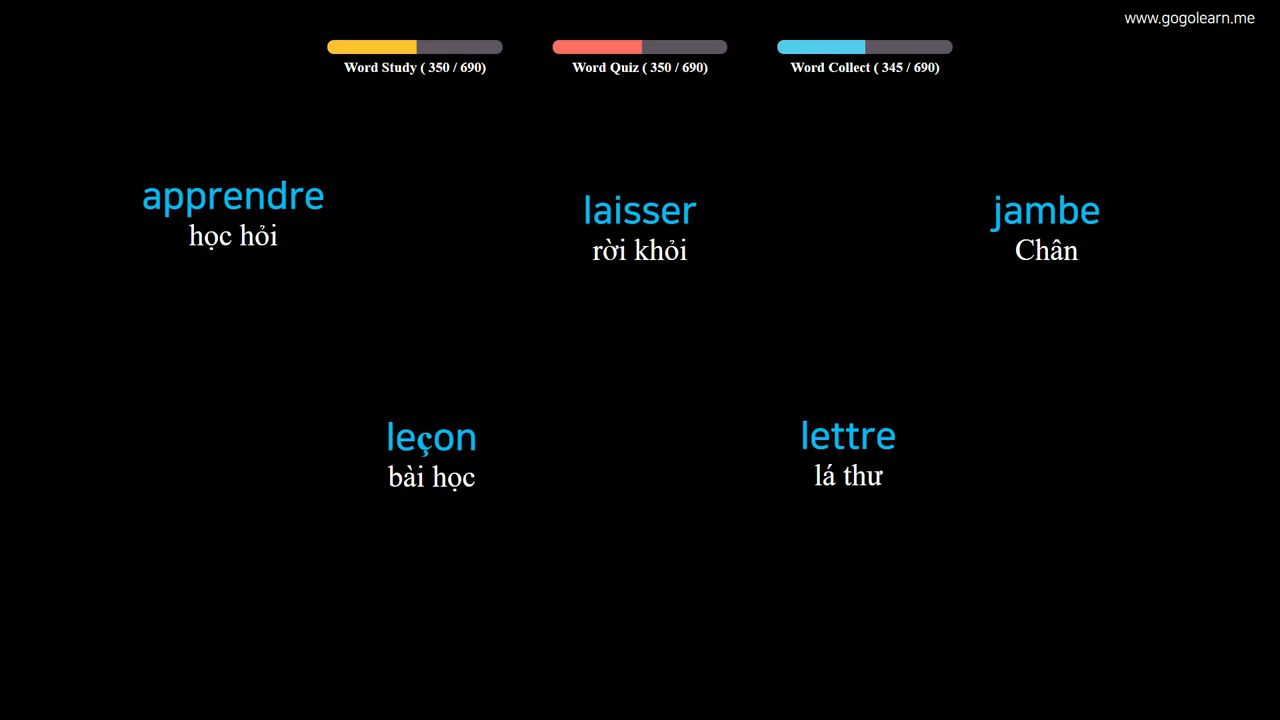 www.gogolearn.me
Word Study ( 350 / 690)
Word Quiz ( 350 / 690)
Word Collect ( 345 / 690)
apprendre
học hỏi
laisser
rời khỏi
jambe
Chân
leçon
bài học
lettre
lá thư